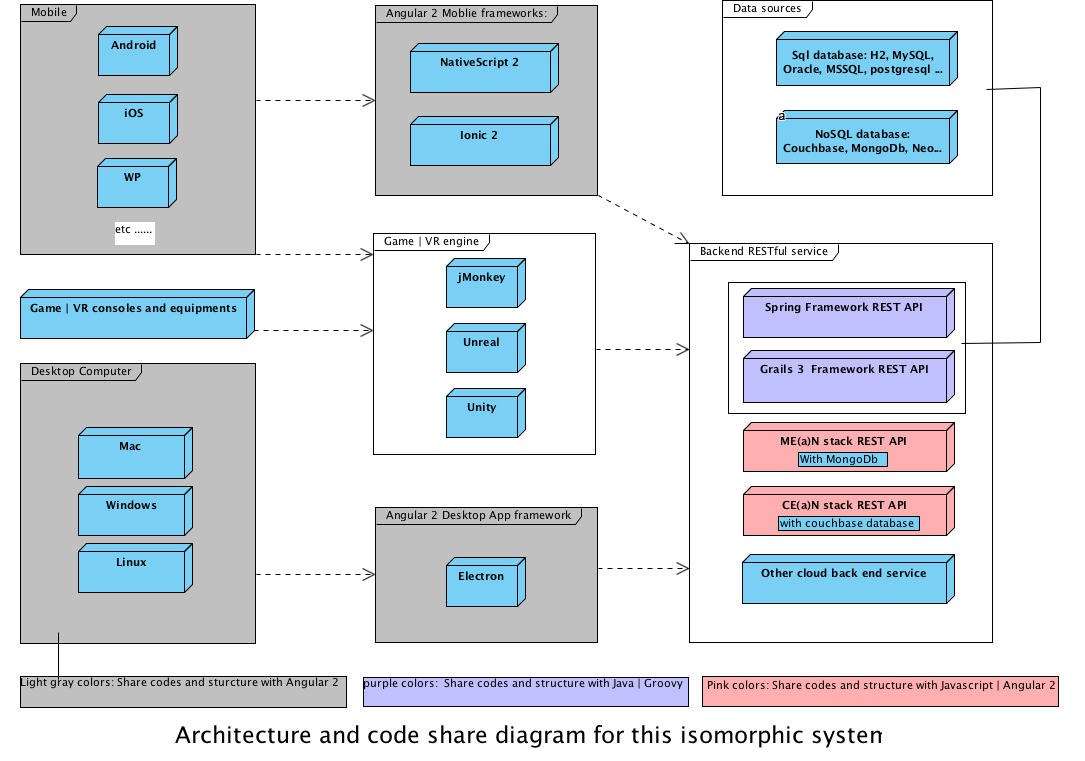 Mobile
Android
iOS
WP
etc ......
Angular 2 Moblie frameworks:
NativeScript 2
Ionic 2
Data sources
Sql database: H2, MySQL,
Oracle, MSSQL, postgresql ...
a
NoSQL database:
Couchbase, MongoDb, Neo...
Game | VR consoles and equipments
Game | VR engine
jMonkey
Unreal
Unity
Backend RESTful service
Spring Framework REST API
Grails 3 Framework REST API
ME(a)N stack REST API
With MongoDb
CE(a)N stack REST API
with couchbase database
Other cloud back end service
Desktop Computer
Mac
Windows
Linux
Angular 2 Desktop App framework
Electron
Light gray colors: Share codes and sturcture with Angular 2
purple colors: Share codes and structure with Java | Groovy
Pink colors: Share codes and structure with Javascript | Angular 2
Architecture and code share diagram for this isomorphic system